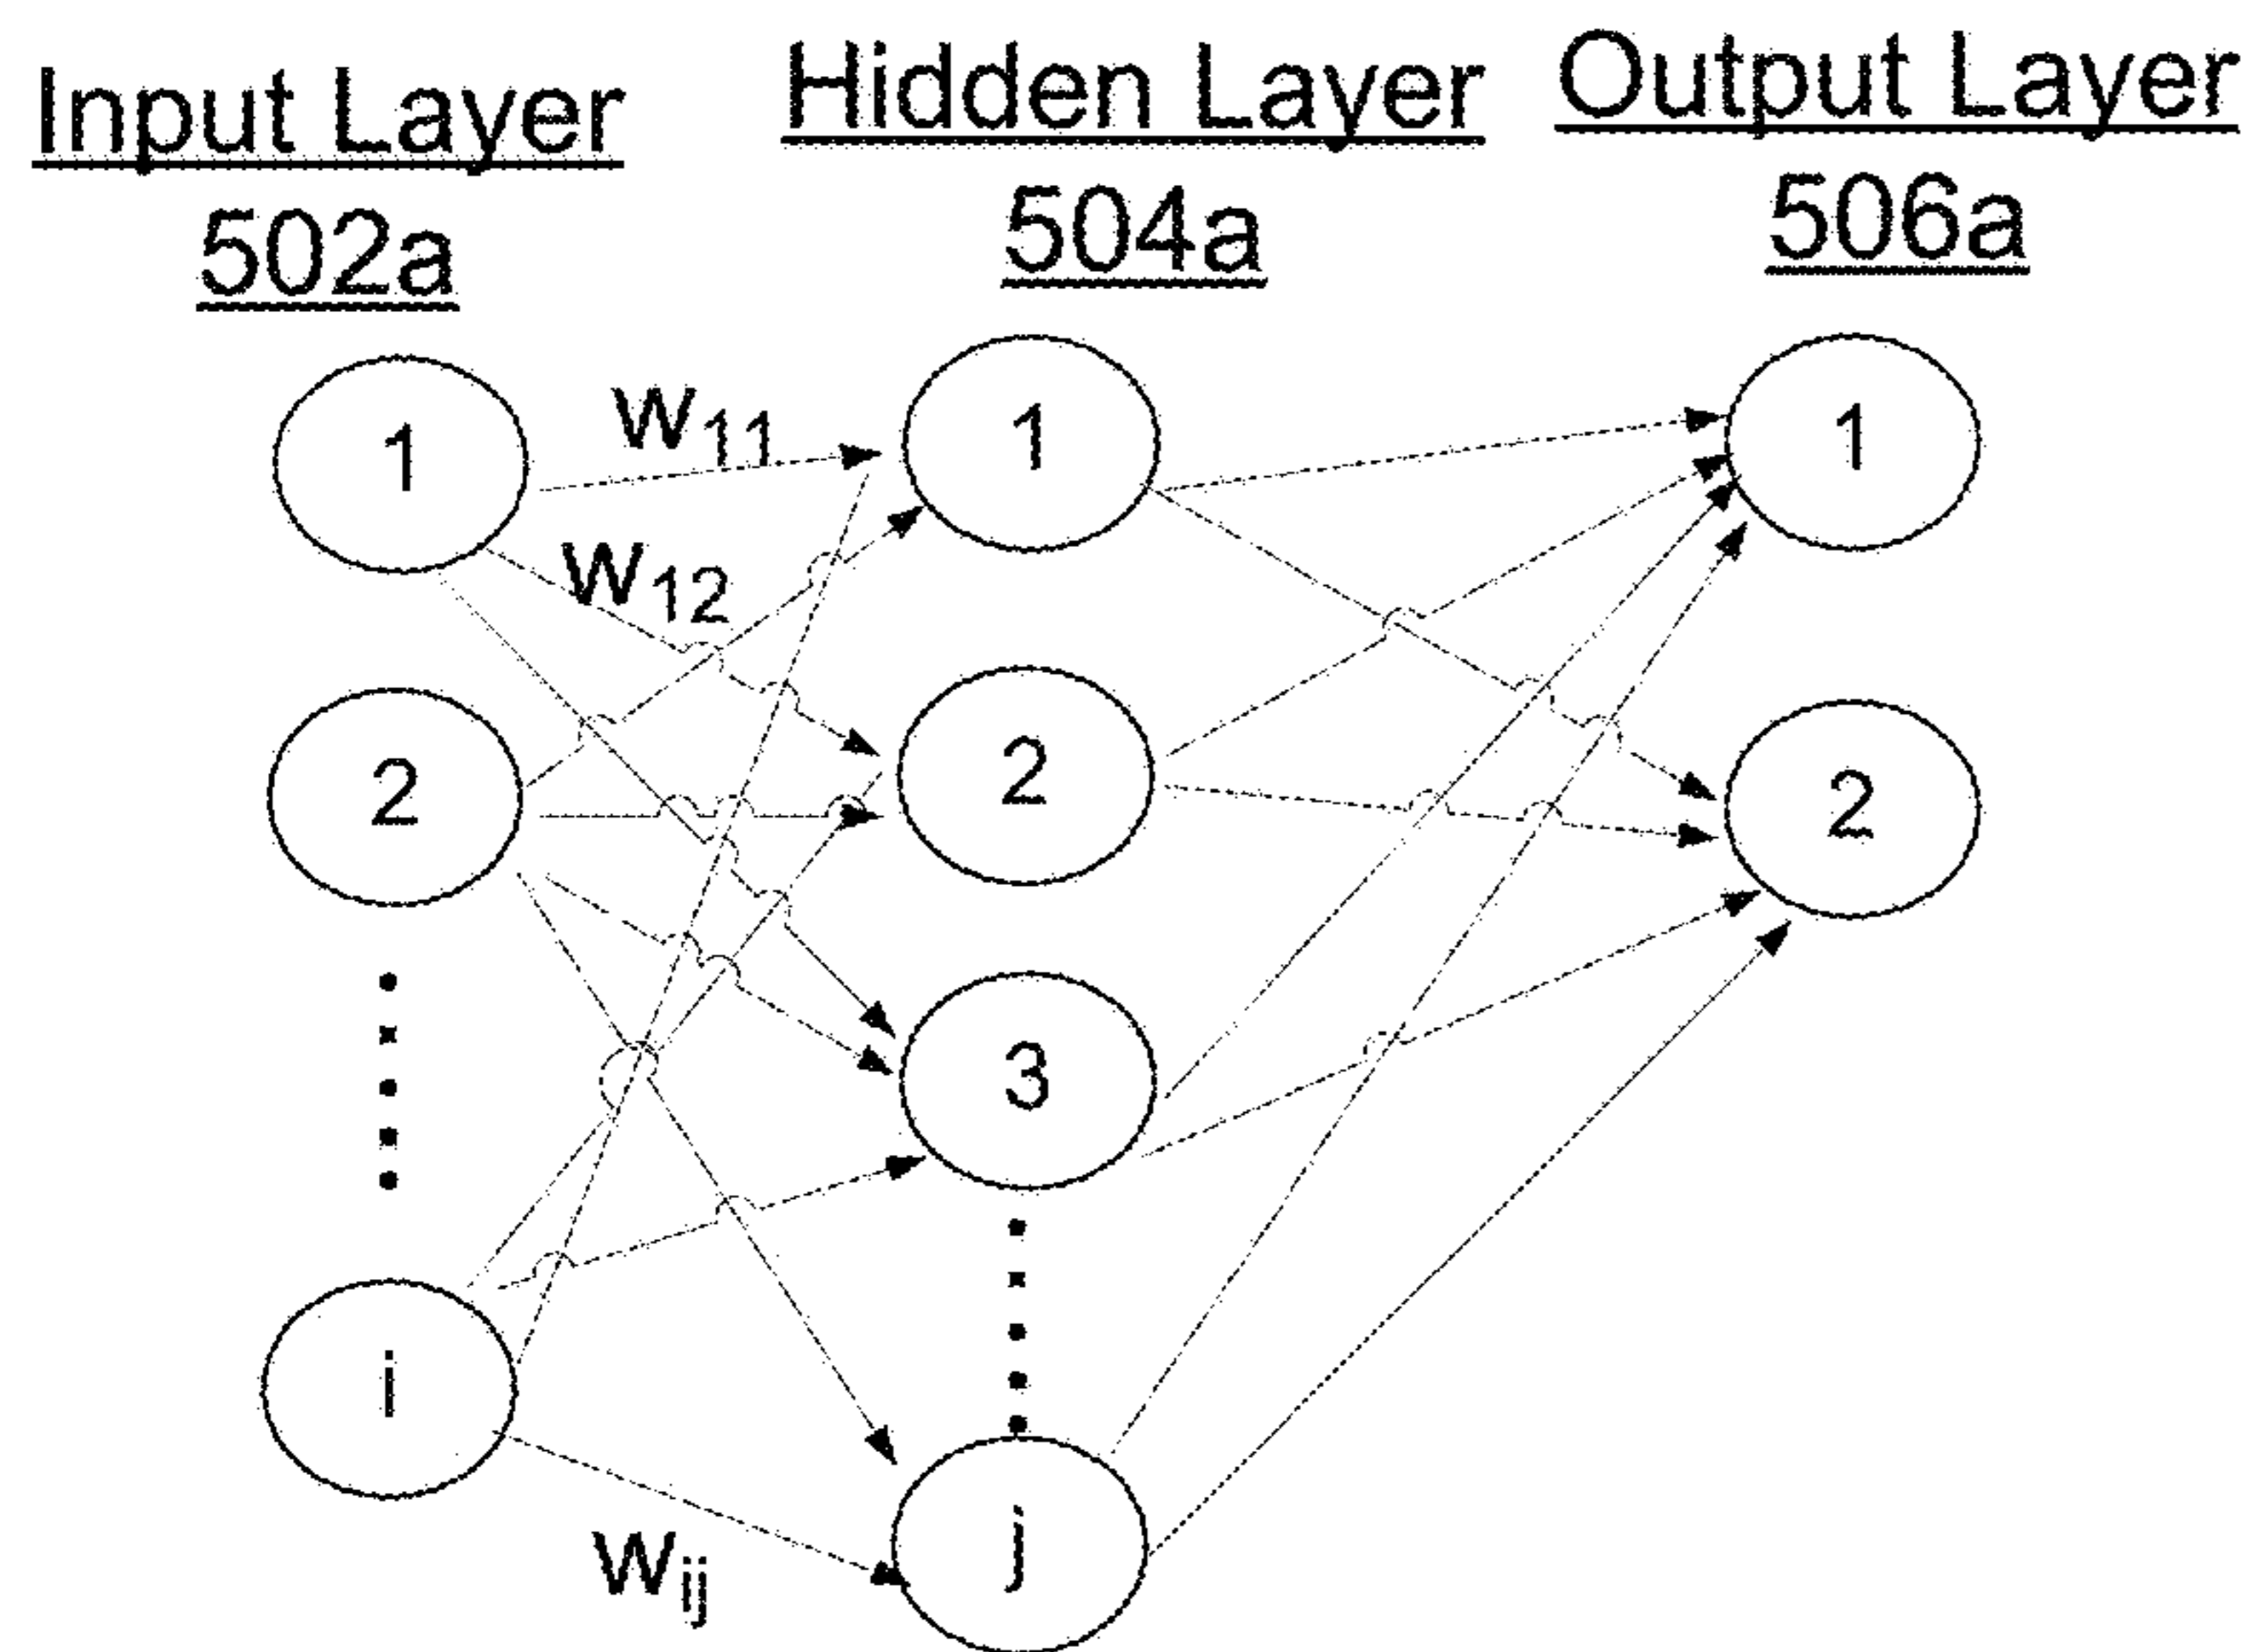 Input Layer
502a
Hidden Layer
504a
Output Layer
506a
1
w11
1
1
w12
2
2
2
3
i
j
wij